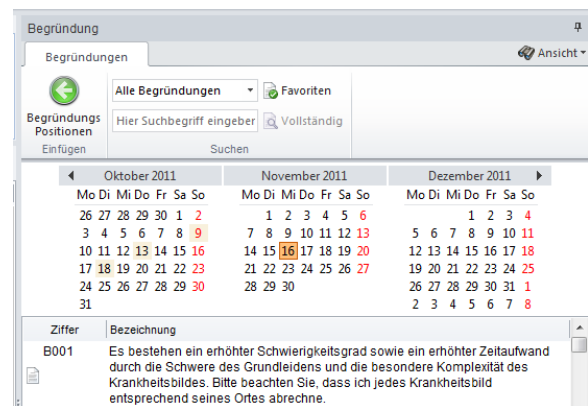 Begründung
Begründungen
Ansicht
Begründungs
Positionen
Einfügen
Alle Begründungen
Favoriten
Hier Suchbegriff eingeber
Vollständig
Suchen
Oktober 2011 November 2011 Dezember 2011
Mo Di Mi Do Fr Sa So Mo Di Mi Do Fr Sa So Mo Di Mi Do Fr Sa So
26 27 28 29 30 1 2 1 2 3 4 5 6 1 2 3 4
3 4 5 6 7 8 9 7 8 9 10 11 12 13 5 6 7 8 9 10 11
10 11 12 13 14 15 16 14 15 16 17 18 19 20 12 13 14 15 16 17 18
17 18 19 20 21 22 23 21 22 23 24 25 26 27 19 20 21 22 23 24 25
24 25 26 27 28 29 30 28 29 30 26 27 28 29 30 31 1
31 2 3 4 5 6 7 8
Ziffer Bezeichnung
B001 Es bestehen ein erhöhter Schwierigkeitsgrad sowie ein erhöhter Zeitaufwand
durch die Schwere des Grundleidens und die besondere Komplexität des
Krankheitsbildes. Bitte beachten Sie, dass ich jedes Krankheitsbild
entsprechend seines Ortes abrechne.